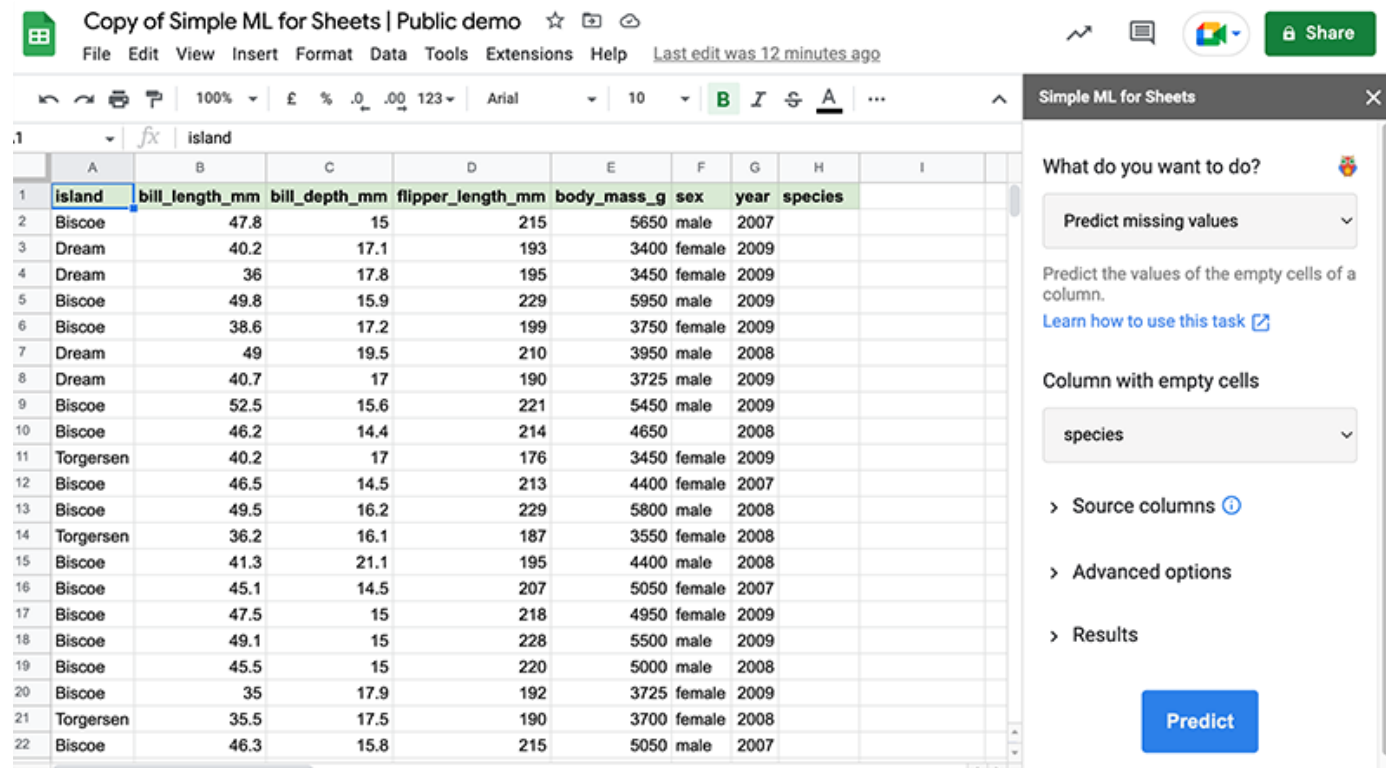 Copy of Simple ML for Sheets | Public demo
File Edit View Insert Format Data Tools Extensions Help Last edit was 12 minutes ago
Share
100% £ % .0 .00 123 Arial 10 B I S A ...
Simple ML for Sheets
.1 fx island
A B C D E F G H I
1 island bill_length_mm bill_depth_mm flipper_length_mm body_mass_g sex year species
2 Biscoe 47.8 15 215 5650 male 2007
3 Dream 40.2 17.1 193 3400 female 2009
4 Dream 36 17.8 195 3450 female 2009
5 Biscoe 49.8 15.9 229 5950 male 2009
6 Biscoe 38.6 17.2 199 3750 female 2009
7 Dream 49 19.5 210 3950 male 2008
8 Dream 40.7 17 190 3725 male 2009
9 Biscoe 52.5 15.6 221 5450 male 2009
10 Biscoe 46.2 14.4 214 4650 2008
11 Torgersen 40.2 17 176 3450 female 2009
12 Biscoe 46.5 14.5 213 4400 female 2007
13 Biscoe 49.5 16.2 229 5800 male 2008
14 Torgersen 36.2 16.1 187 3550 female 2008
15 Biscoe 41.3 21.1 195 4400 male 2008
16 Biscoe 45.1 14.5 207 5050 female 2007
17 Biscoe 47.5 15 218 4950 female 2009
18 Biscoe 49.1 15 228 5500 male 2009
19 Biscoe 45.5 15 220 5000 male 2008
20 Biscoe 35 17.9 192 3725 female 2009
21 Torgersen 35.5 17.5 190 3700 female 2008
22 Biscoe 46.3 15.8 215 5050 male 2007
What do you want to do?
Predict missing values
Predict the values of the empty cells of a
column.
Learn how to use this task
Column with empty cells
species
Source columns
Advanced options
Results
Predict